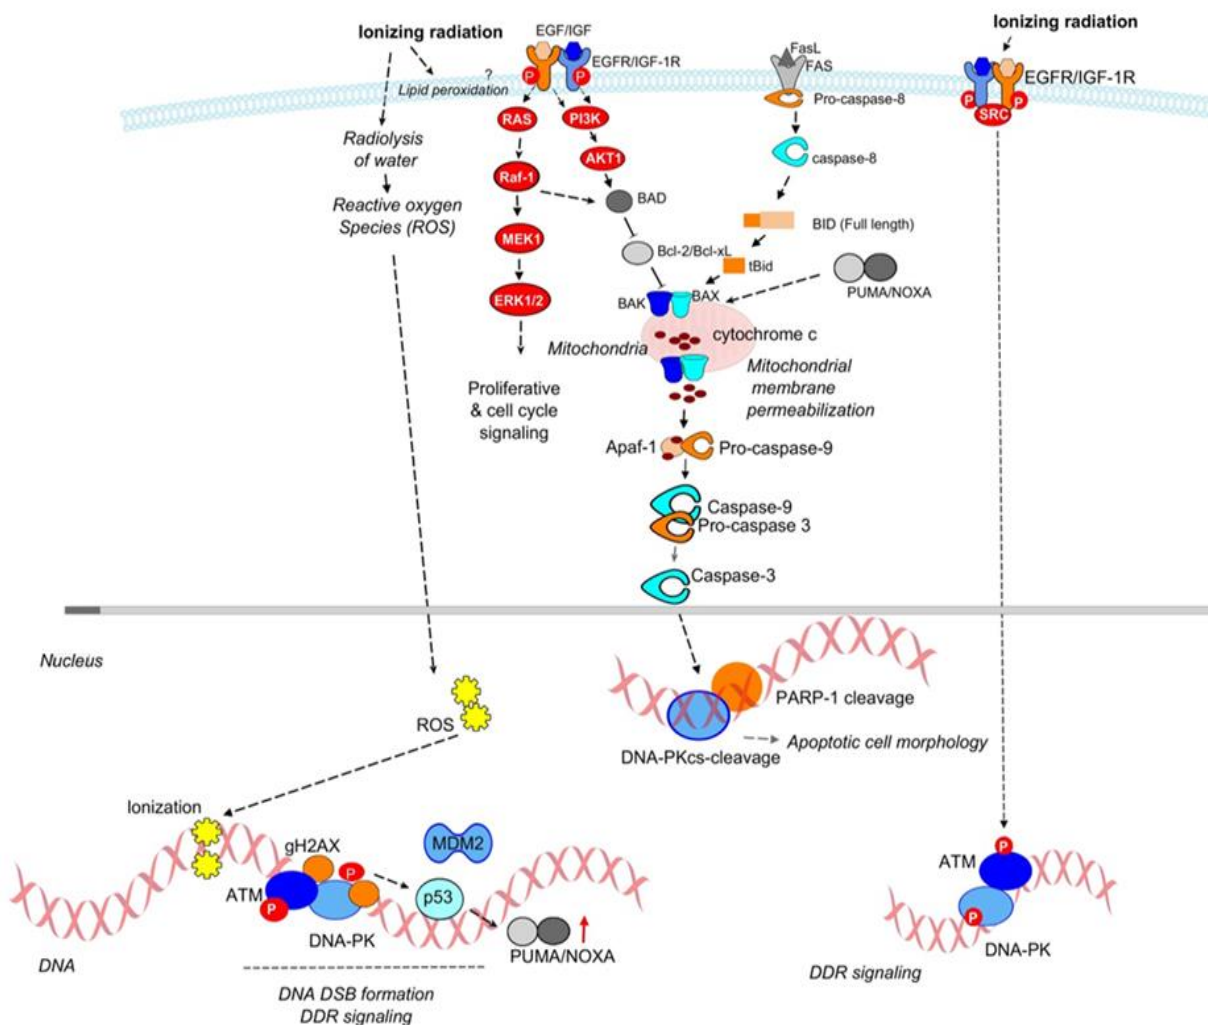 Ionizing radiation
?
Lipid peroxidation
Radiolysis
of water
Reactive oxygen
Species (ROS)
EGF/IGF
EGFR/IGF-1R
P
P
RAS
PI3K
Raf-1
AKT1
BAD
MEK1
ERK1/2
Proliferative
& cell cycle
signaling
Bcl-2/Bcl-xL
FasL
FAS
Pro-caspase-8
caspase-8
BID (Full length)
tBid
PUMA/NOXA
BAK
BAX
cytochrome c
Mitochondria
Mitochondrial
membrane
permeabilization
Apaf-1
Pro-caspase-9
Caspase-9
Pro-caspase 3
Caspase-3
Ionizing radiation
EGFR/IGF-1R
P
P
SRC
Nucleus
ROS
Ionization
gH2AX
P
ATM
P
DNA-PK
MDM2
p53
PUMA/NOXA
DNA
DNA DSB formation
DDR signaling
PARP-1 cleavage
DNA-PKcs-cleavage
Apoptotic cell morphology
P
ATM
P
DNA-PK
DDR signaling